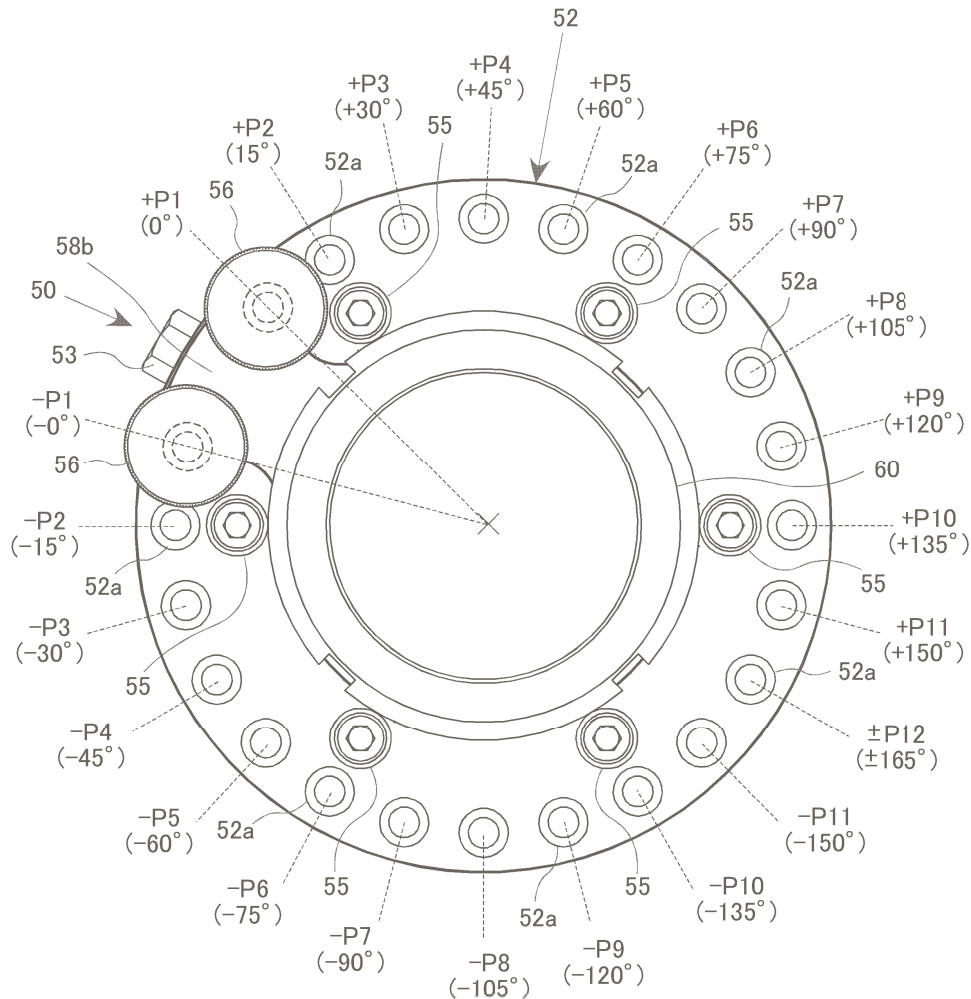 52
+P4
(+45°)
+P3
(+30°)
+P5
(+60°)
55
+P2
(15°)
52a
52a
+P6
(+75°)
+P1
(0°)
56
55
+P7
(+90°)
58b
52a
50
+P8
(+105°)
53
−P1
(−0°)
+P9
(+120°)
56
60
−P2
(−15°)
+P10
(+135°)
52a
55
−P3
(−30°)
+P11
(+150°)
55
52a
−P4
(−45°)
±P12
(±165°)
−P5
(−60°)
52a
−P11
(−150°)
−P6
(−75°)
55
52a
55
−P10
(−135°)
−P7
(−90°)
−P8
(−105°)
−P9
(−120°)